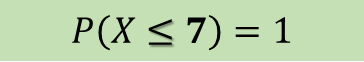 P(X ≤ 7) = 1